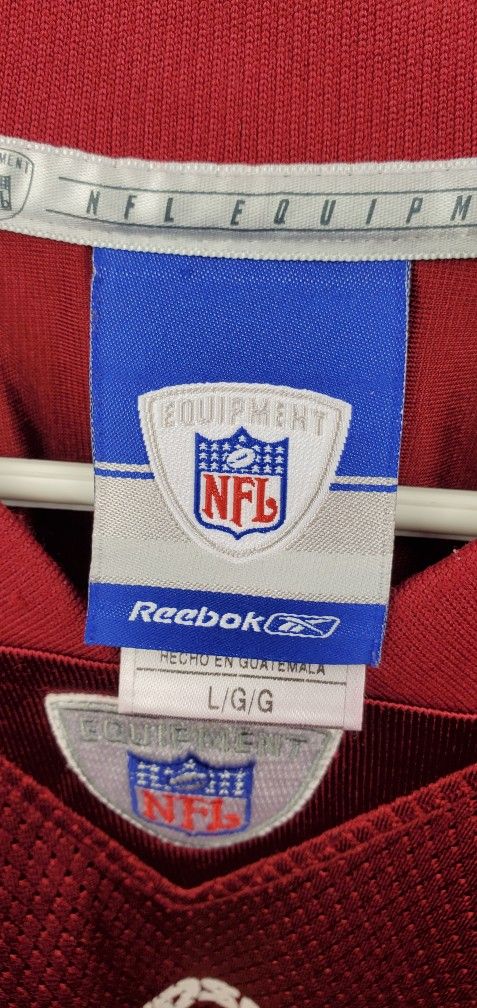 NFL EQUIPM
EQUIPMENT
NFL
Reebok
HECHO EN GUATEMALA
L/G/G
EQUIPMENT
NFL